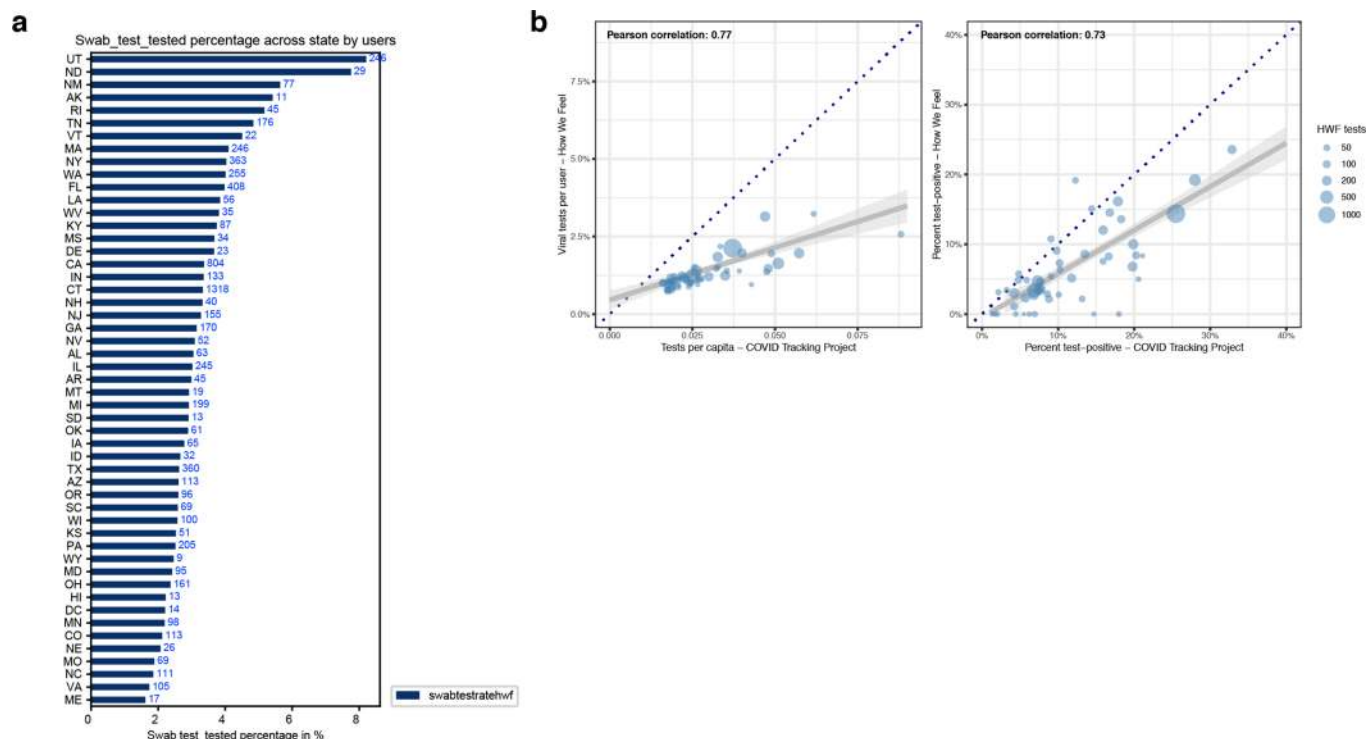 a
Swab_test_tested percentage across state by users
UT 246
ND 29
NM 77
AK 11
RI 45
TN 176
VT 22
MA 246
NY 363
WA 255
FL 408
LA 56
WV 35
KY 87
MS 34
DE 23
CA 804
IN 133
CT 1318
NH 40
NJ 155
GA 170
NV 52
AL 63
IL 245
AR 45
MT 19
MI 199
SD 13
OK 61
IA 65
ID 32
TX 360
AZ 113
OR 96
SC 69
WI 100
KS 51
PA 205
WY 9
MD 95
OH 161
HI 13
DC 14
MN 98
CO 113
NE 26
MO 69
NC 111
VA 105
ME 17
0 2 4 6 8
Swab test_tested percentage in %
swabtestratehwf
b
Pearson correlation: 0.77
Viral tests per user – How We Feel
7.5%
5.0%
2.5%
0.0%
0.000 0.025 0.050 0.075
Tests per capita – COVID Tracking Project
Pearson correlation: 0.73
Percent test–positive – How We Feel
40%
30%
20%
10%
0%
0% 10% 20% 30% 40%
Percent test–positive – COVID Tracking Project
HWF tests
50
100
200
500
1000